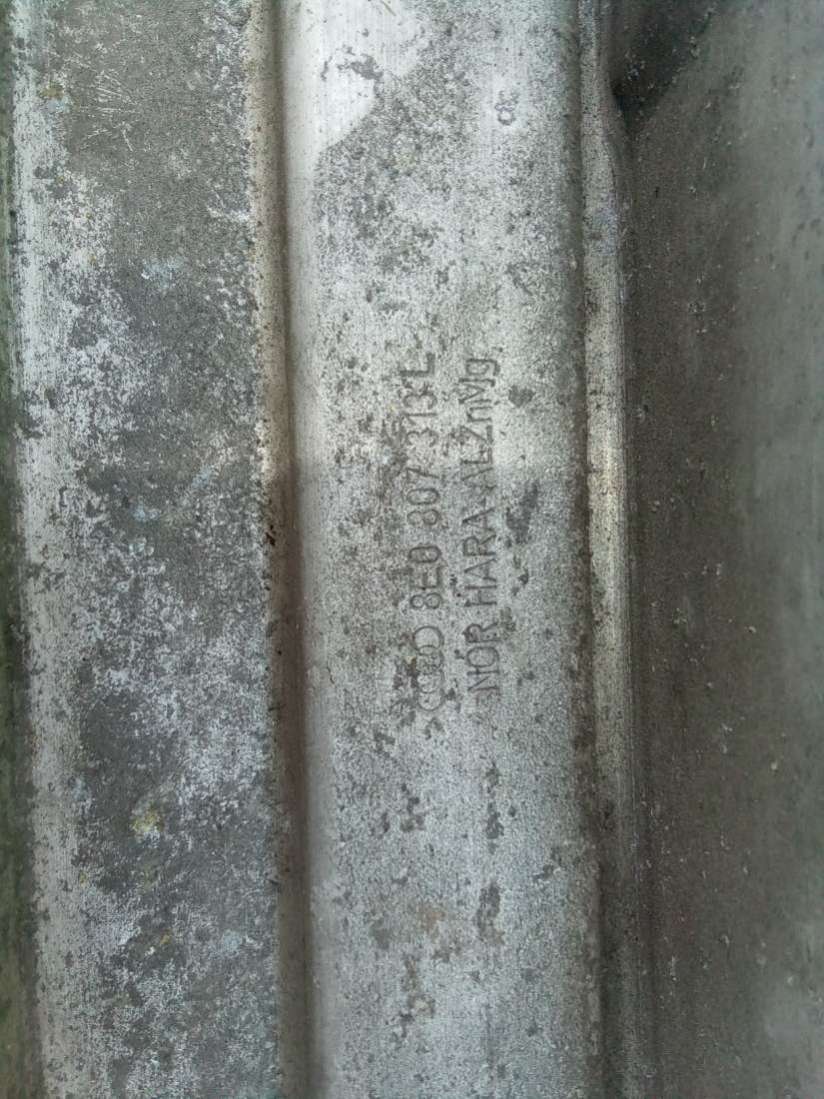 8E0 807 313 L
NOR HARA ALZnMg